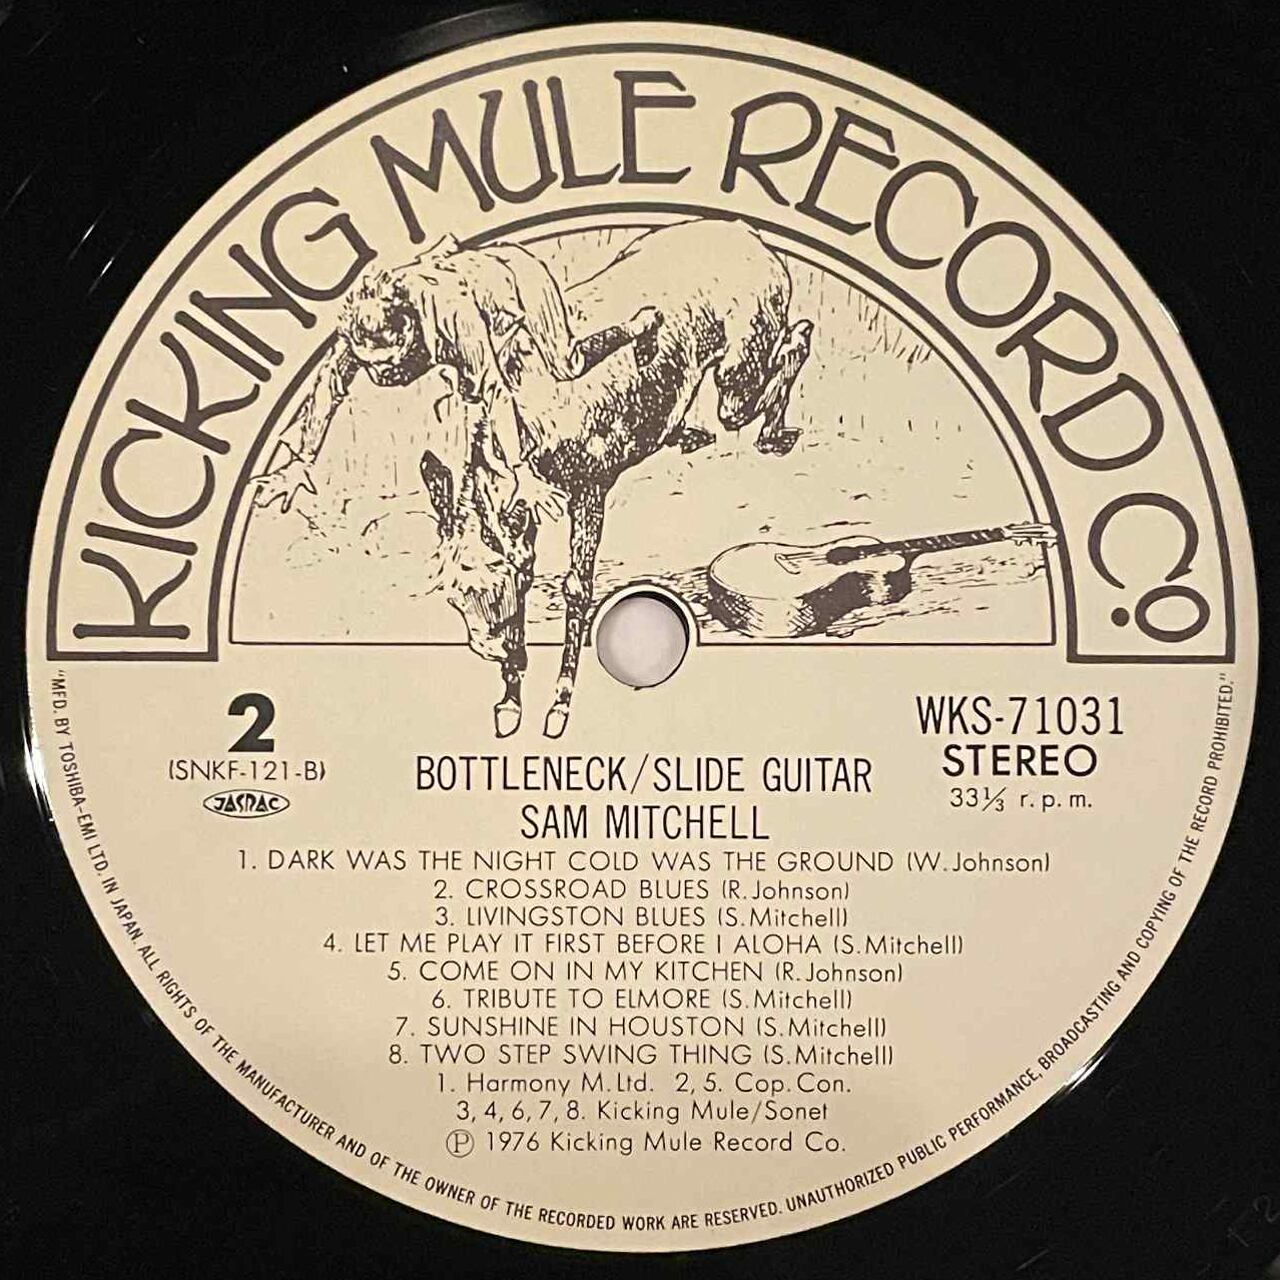 KICKING MULE RECORD Co.
2
(SNKF-121-B)
JASRAC
WKS-71031
STEREO
33⅓ r.p.m.
BOTTLENECK/SLIDE GUITAR
SAM MITCHELL
1. DARK WAS THE NIGHT COLD WAS THE GROUND (W.Johnson)
2. CROSSROAD BLUES (R.Johnson)
3. LIVINGSTON BLUES (S.Mitchell)
4. LET ME PLAY IT FIRST BEFORE I ALOHA (S.Mitchell)
5. COME ON IN MY KITCHEN (R.Johnson)
6. TRIBUTE TO ELMORE (S.Mitchell)
7. SUNSHINE IN HOUSTON (S.Mitchell)
8. TWO STEP SWING THING (S.Mitchell)
1. Harmony M.Ltd. 2,5. Cop.Con.
3,4,6,7,8. Kicking Mule/Sonet
Ⓟ 1976 Kicking Mule Record Co.
"MFD. BY TOSHIBA-EMI LTD. IN JAPAN. ALL RIGHTS OF THE MANUFACTURER AND OF THE OWNER OF THE RECORDED WORK ARE RESERVED. UNAUTHORIZED PUBLIC PERFORMANCE, BROADCASTING AND COPYING OF THE RECORD PROHIBITED."